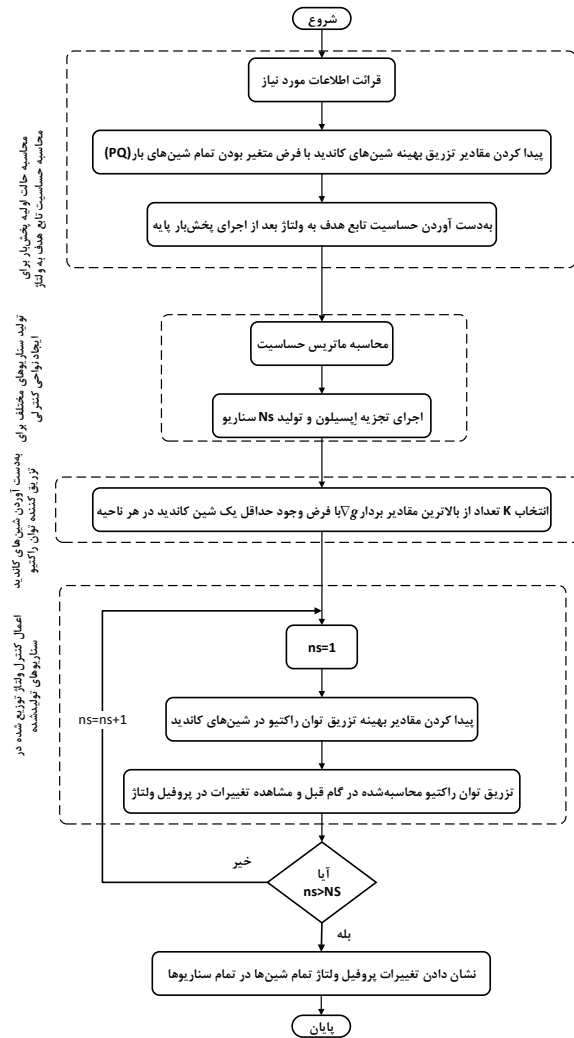 شروع
محاسبه حالت اولیه پخش‌بار برای
محاسبه حساسیت تابع هدف به ولتاژ
قرائت اطلاعات مورد نیاز
پیدا کردن مقادیر تزریق بهینه شین‌های کاندید با فرض متغیر بودن تمام شین‌های بار(PQ)
به‌دست آوردن حساسیت تابع هدف به ولتاژ بعد از اجرای پخش‌بار پایه
تولید سناریوهای مختلف برای
ایجاد نواحی کنترلی
محاسبه ماتریس حساسیت
اجرای تجزیه اپسیلون و تولید Ns سناریو
به‌دست آوردن شین‌های کاندید
تزریق کننده توان راکتیو
انتخاب K تعداد از بالاترین مقادیر بردار ∇g با فرض وجود حداقل یک شین کاندید در هر ناحیه
اعمال کنترل ولتاژ توزیع شده در
سناریوهای تولیدشده
ns=1
ns=ns+1
پیدا کردن مقادیر بهینه تزریق توان راکتیو در شین‌های کاندید
تزریق توان راکتیو محاسبه‌شده در گام قبل و مشاهده تغییرات در پروفیل ولتاژ
خیر
آیا
ns>NS
بله
نشان دادن تغییرات پروفیل ولتاژ تمام شین‌ها در تمام سناریوها
پایان